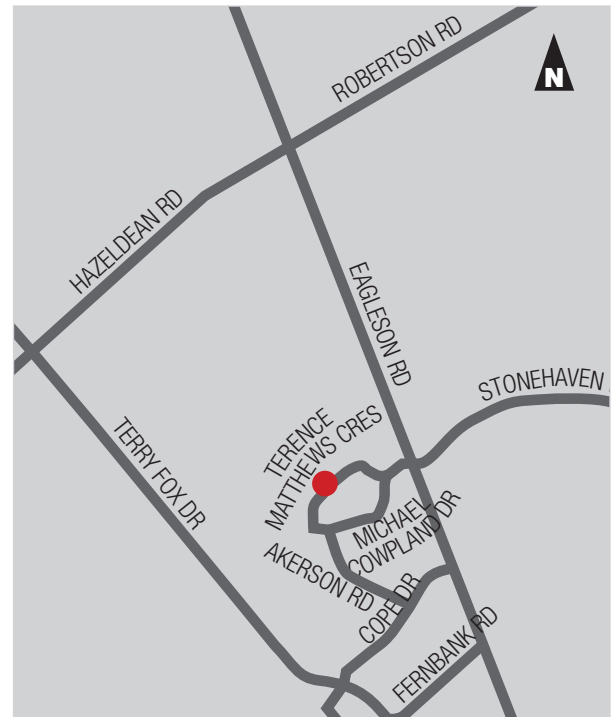 ROBERTSON RD
N
HAZELDEAN RD
EAGLESON RD
STONEHAVEN
TERENCE
MATTHEWS CRES
TERRY FOX DR
MICHAEL
COWPLAND DR
AKERSON RD
COPE DR
FERNBANK RD